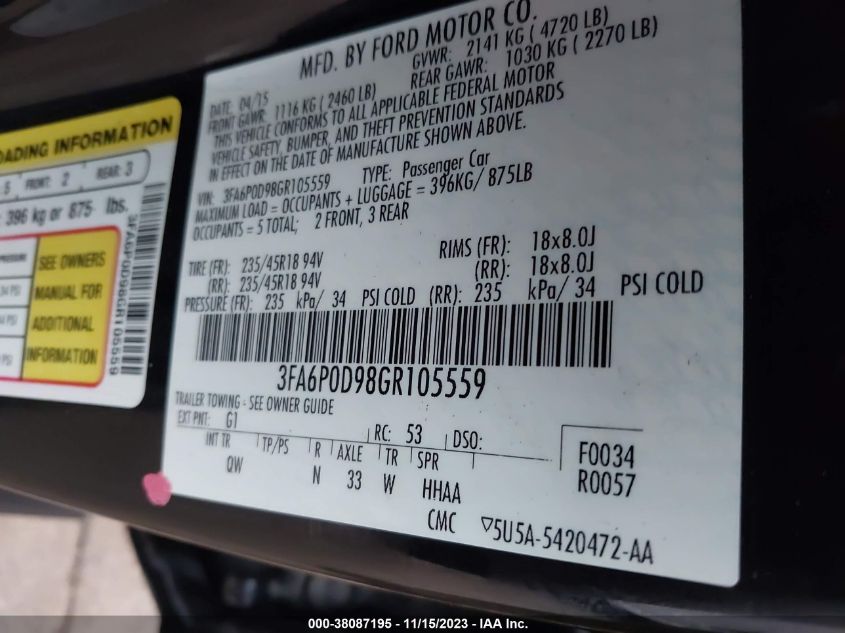 MFD. BY FORD MOTOR CO.
DATE: 04/15 GVWR: 2141 KG ( 4720 LB)
FRONT GAWR: 1116 KG ( 2460 LB) REAR GAWR: 1030 KG ( 2270 LB)
THIS VEHICLE CONFORMS TO ALL APPLICABLE FEDERAL MOTOR
VEHICLE SAFETY, BUMPER, AND THEFT PREVENTION STANDARDS
IN EFFECT ON THE DATE OF MANUFACTURE SHOWN ABOVE.
VIN: 3FA6P0D98GR105559 TYPE: Passenger Car
MAXIMUM LOAD = OCCUPANTS + LUGGAGE = 396KG/ 875LB
OCCUPANTS = 5 TOTAL; 2 FRONT, 3 REAR
TIRE (FR): 235/45R18 94V RIMS (FR): 18x8.0J
(RR): 235/45R18 94V (RR): 18x8.0J
PRESSURE (FR): 235 kPa/ 34 PSI COLD (RR): 235 kPa/ 34 PSI COLD
3FA6P0D98GR105559
TRAILER TOWING - SEE OWNER GUIDE
EXT PNT: G1 RC: 53 DSO:
INT TR TP/PS R AXLE TR SPR
QW N 33 W HHAA
CMC
F0034
R0057
5U5A-5420472-AA
OADING INFORMATION
5 FRONT: 2 REAR: 3
396 kg or 875 lbs.
PRESSURE
SEE OWNERS
MANUAL FOR
ADDITIONAL
INFORMATION
34 PSI
PSI
PSI
3FA6P0D98GR105559
000-38087195 - 11/15/2023 - IAA Inc.